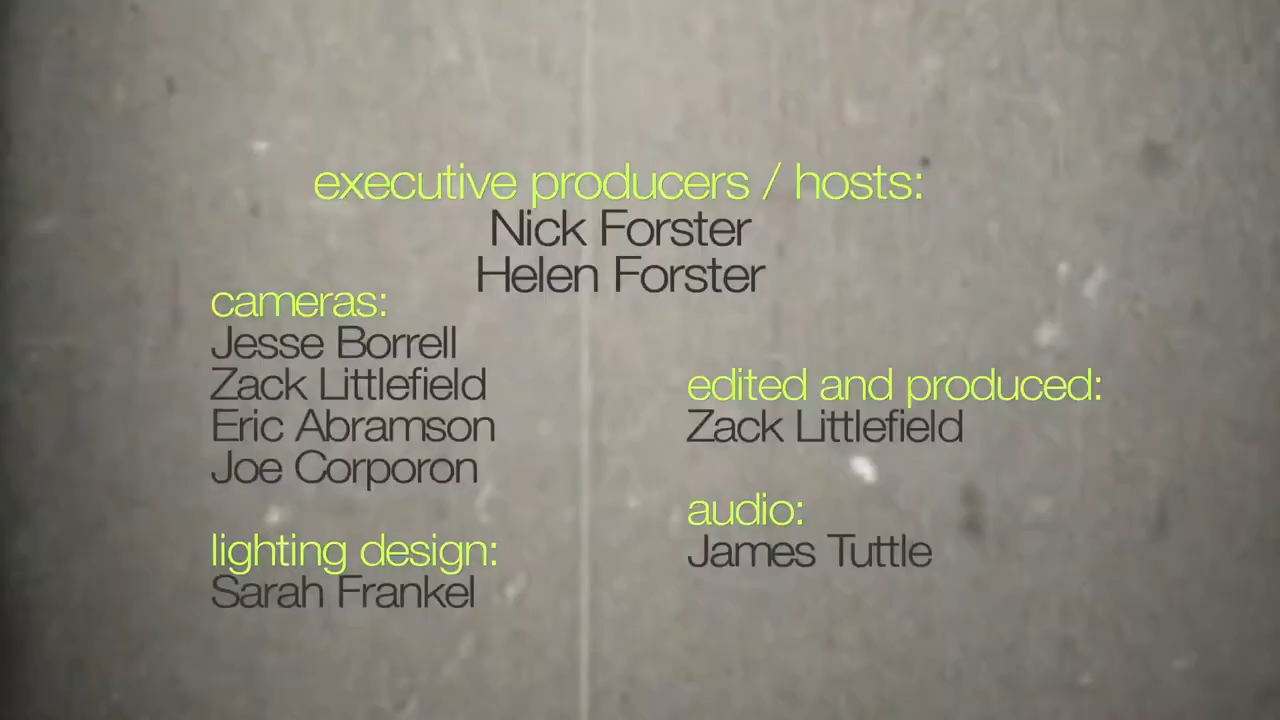 executive producers / hosts:
Nick Forster
Helen Forster
cameras:
Jesse Borrell
Zack Littlefield
Eric Abramson
Joe Corporon
lighting design:
Sarah Frankel
edited and produced:
Zack Littlefield
audio:
James Tuttle